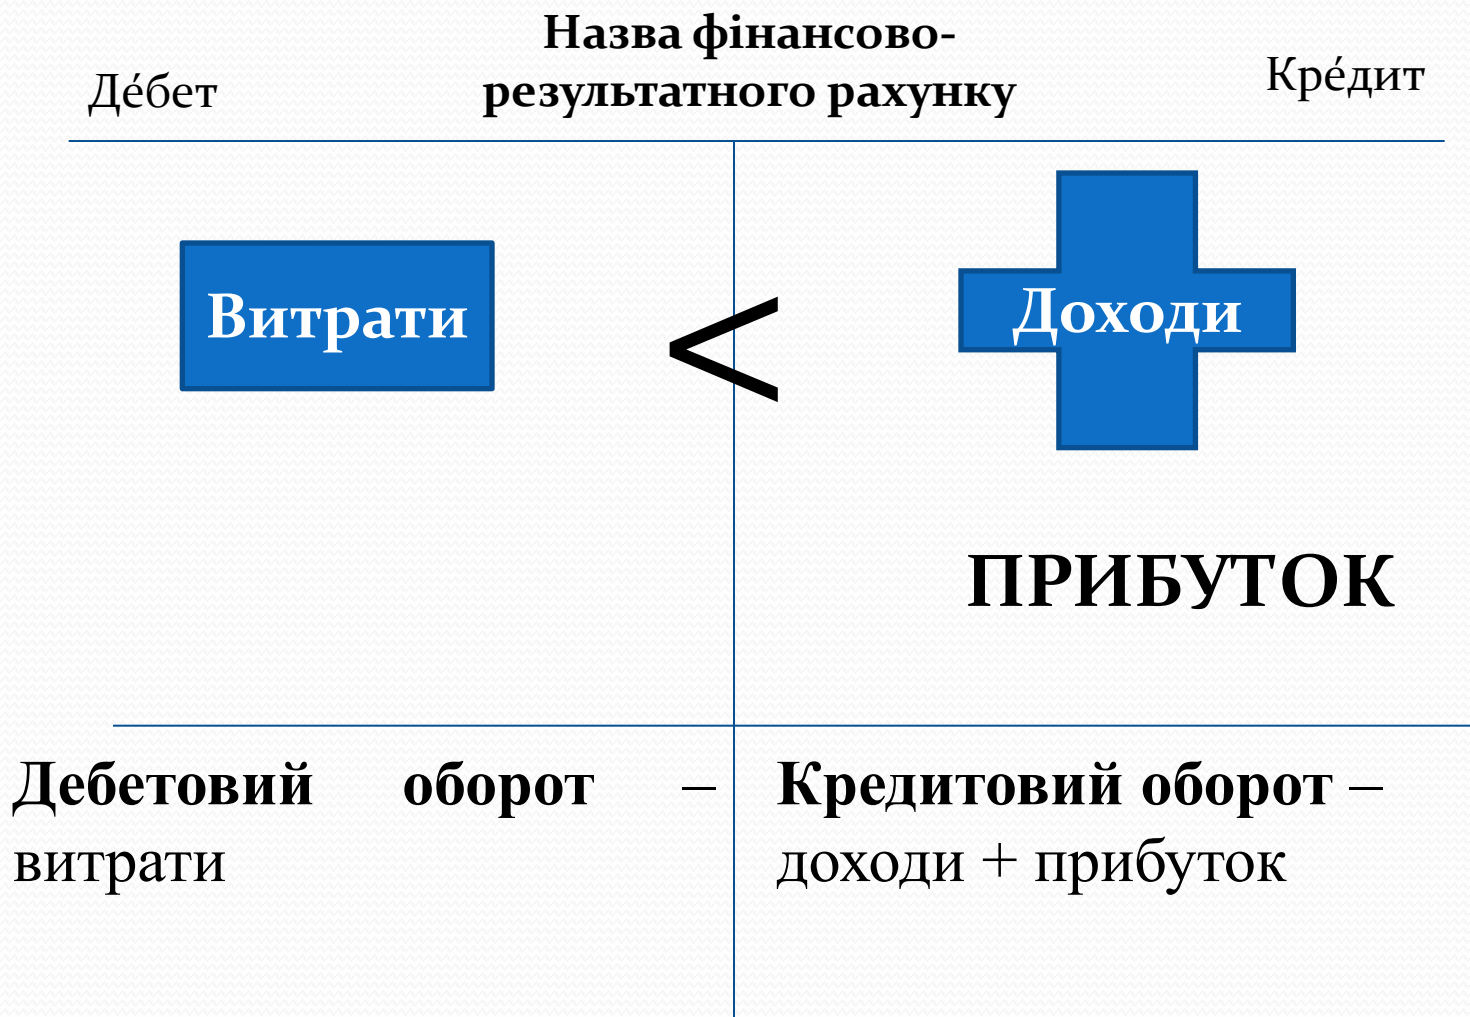 Дéбет
Назва фінансово-
результатного рахунку
Крéдит
Витрати
<
Доходи
ПРИБУТОК
Дебетовий оборот –
витрати
Кредитовий оборот –
доходи + прибуток